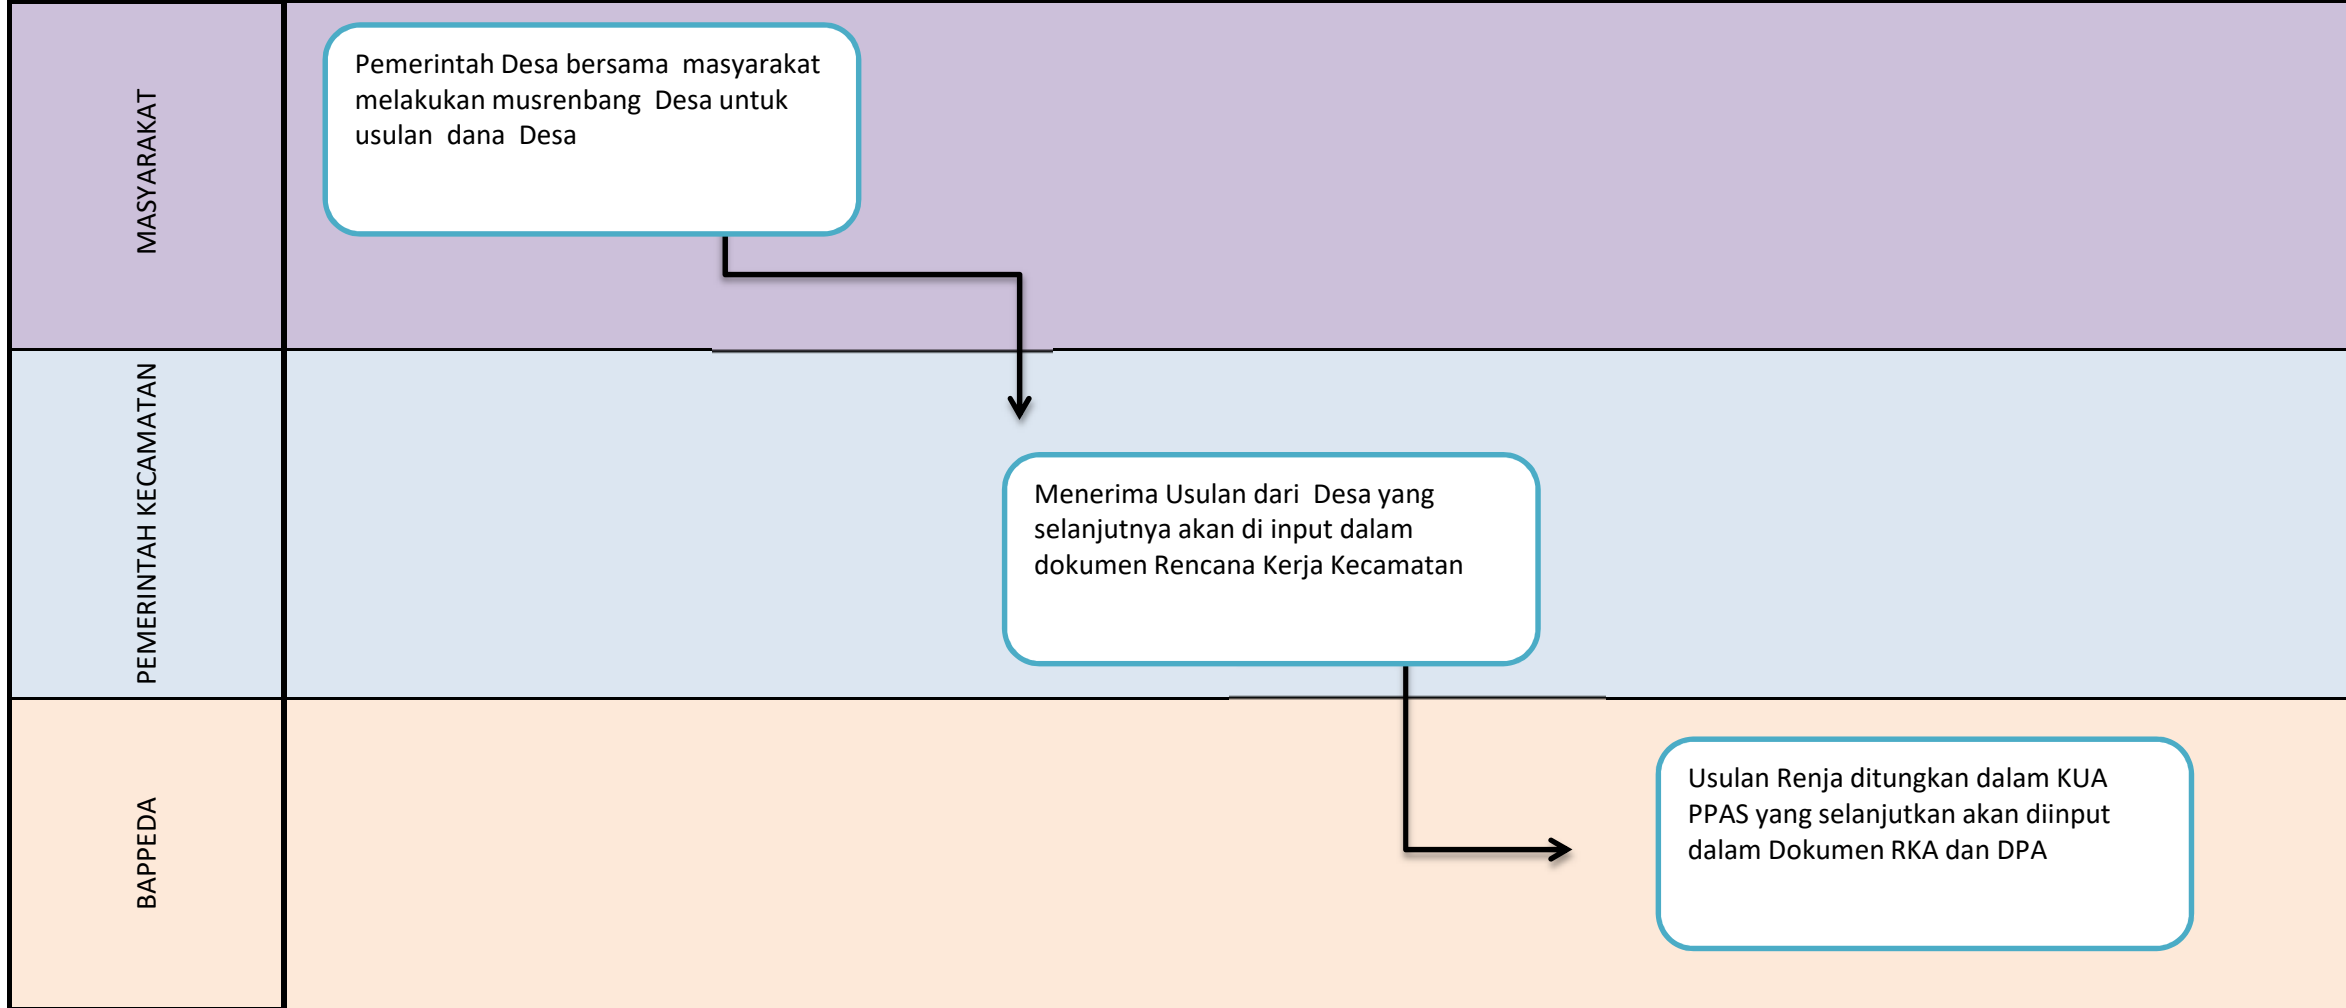 MASYARAKAT
Pemerintah Desa bersama masyarakat
melakukan musrenbang Desa untuk
usulan dana Desa
PEMERINTAH KECAMATAN
Menerima Usulan dari Desa yang
selanjutnya akan di input dalam
dokumen Rencana Kerja Kecamatan
BAPPEDA
Usulan Renja ditungkan dalam KUA
PPAS yang selanjutkan akan diinput
dalam Dokumen RKA dan DPA